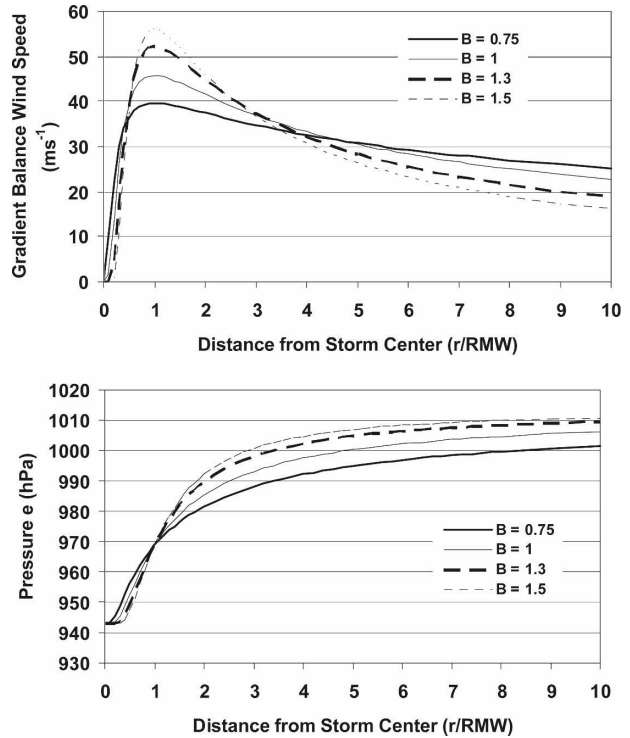 Gradient Balance Wind Speed
(ms⁻¹)
60
50
40
30
20
10
0
B = 0.75
B = 1
B = 1.3
B = 1.5
0 1 2 3 4 5 6 7 8 9 10
Distance from Storm Center (r/RMW)
Pressure e (hPa)
1020
1010
1000
990
980
970
960
950
940
930
B = 0.75
B = 1
B = 1.3
B = 1.5
0 1 2 3 4 5 6 7 8 9 10
Distance from Storm Center (r/RMW)